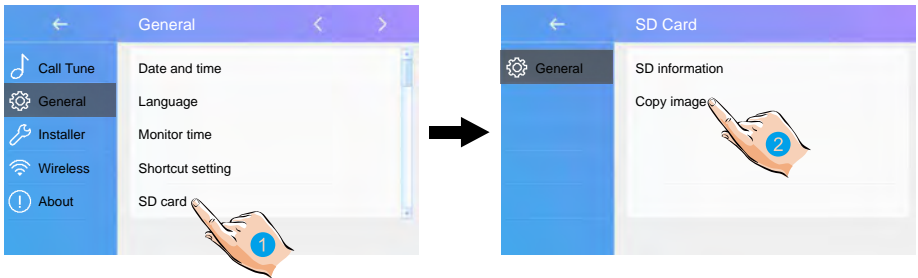 General
Call Tune
General
Installer
Wireless
About
Date and time
Language
Monitor time
Shortcut setting
SD card
1
SD Card
General
SD information
Copy image
2